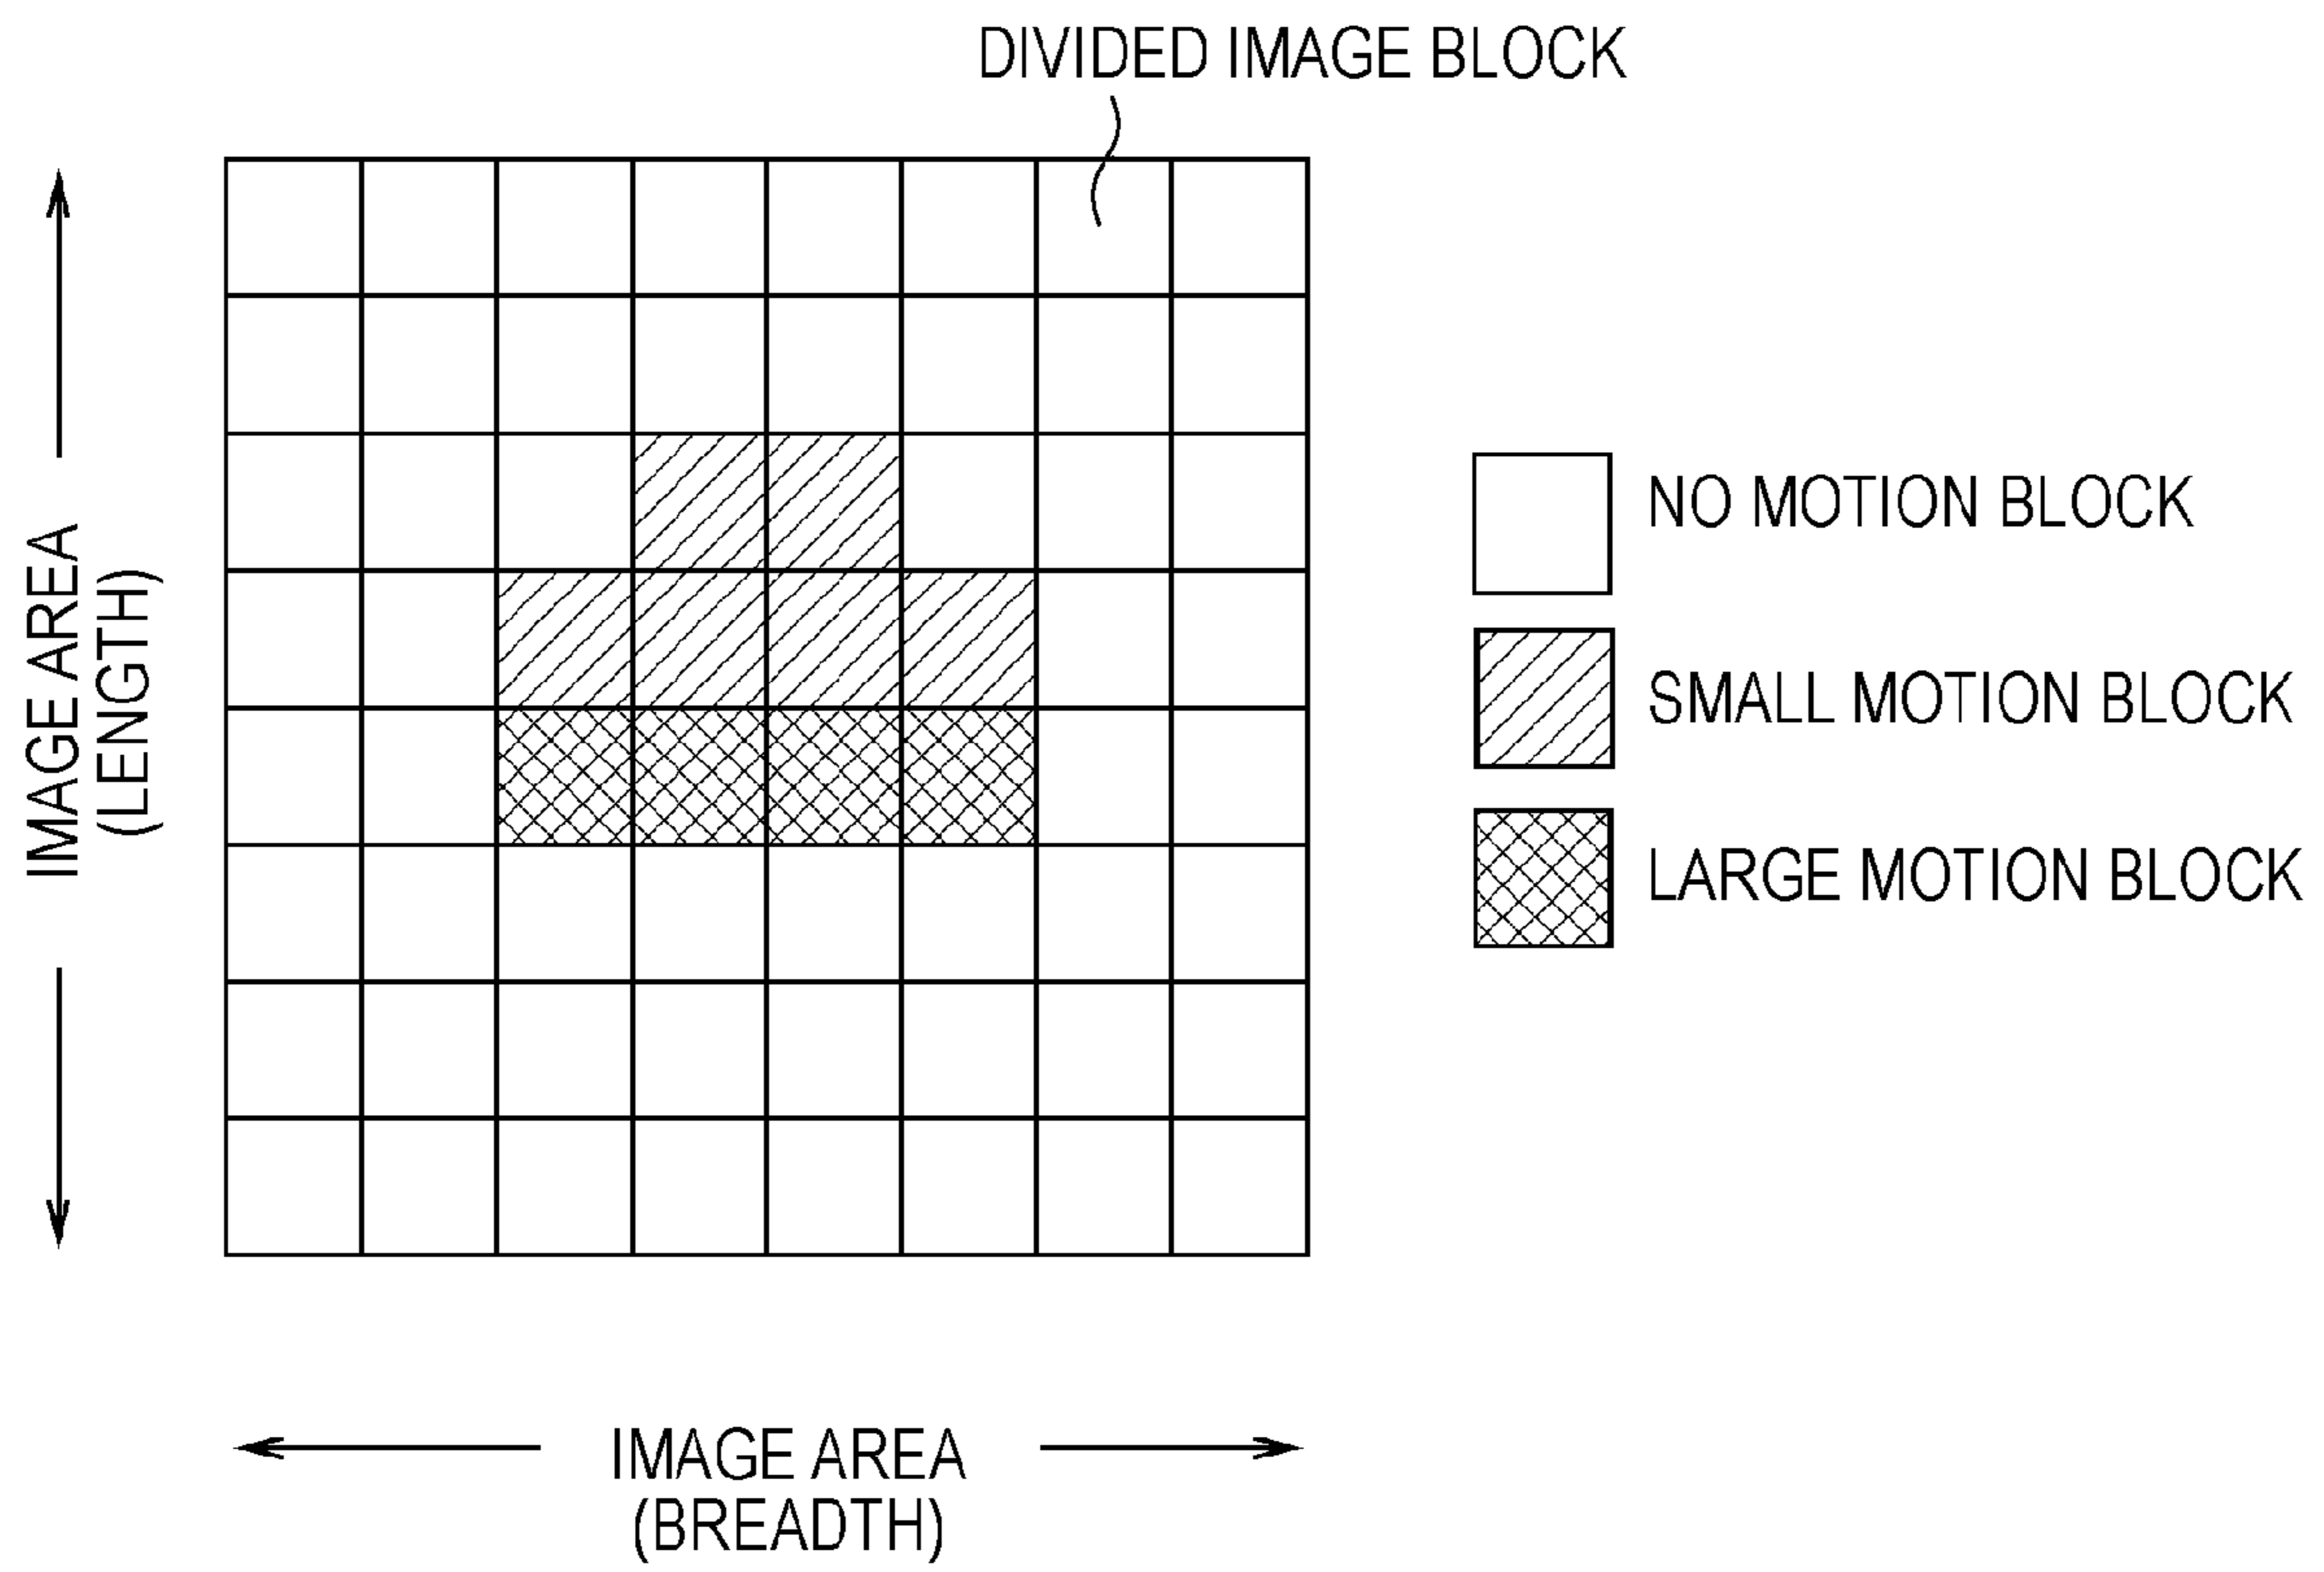 DIVIDED IMAGE BLOCK
IMAGE AREA
(LENGTH)
NO MOTION BLOCK
SMALL MOTION BLOCK
LARGE MOTION BLOCK
IMAGE AREA
(BREADTH)